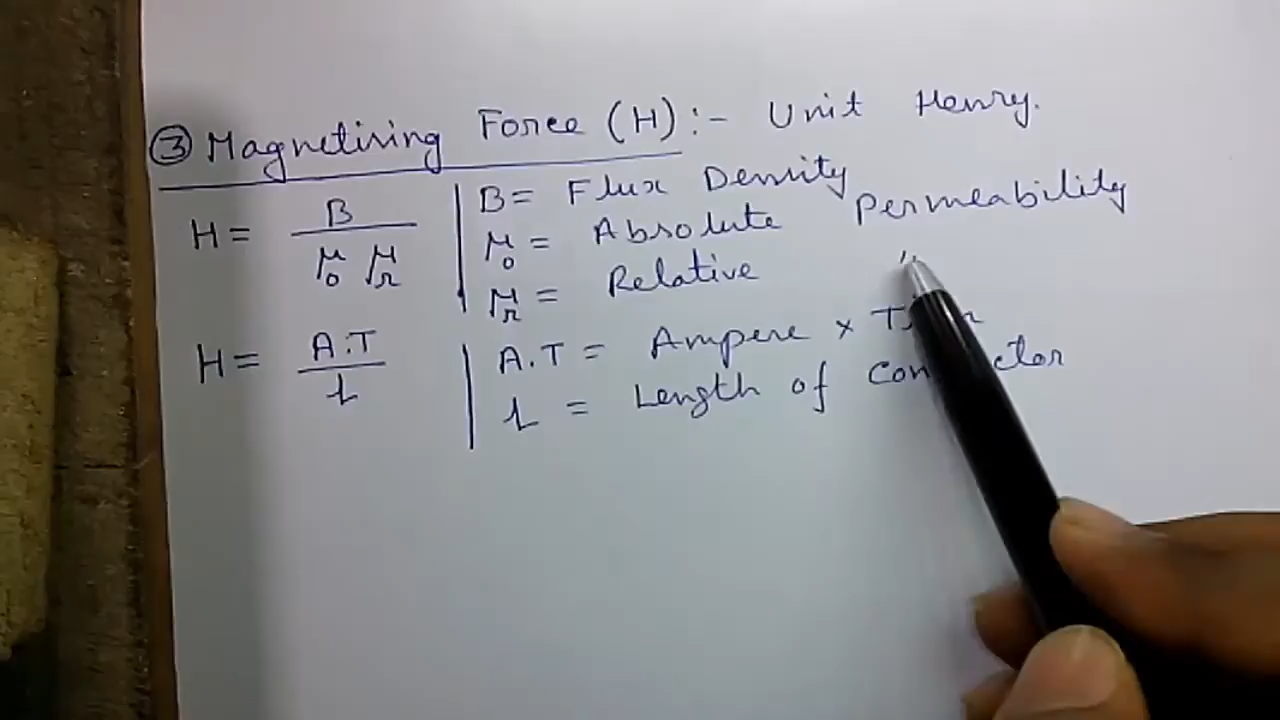 ③ Magnetising Force (H):- Unit Henry.
H = B / μ₀ μr | B = Flux Density
μ₀ = Absolute Permeability
μr = Relative "
H = A.T / L | A.T = Ampere ×
L = Length of